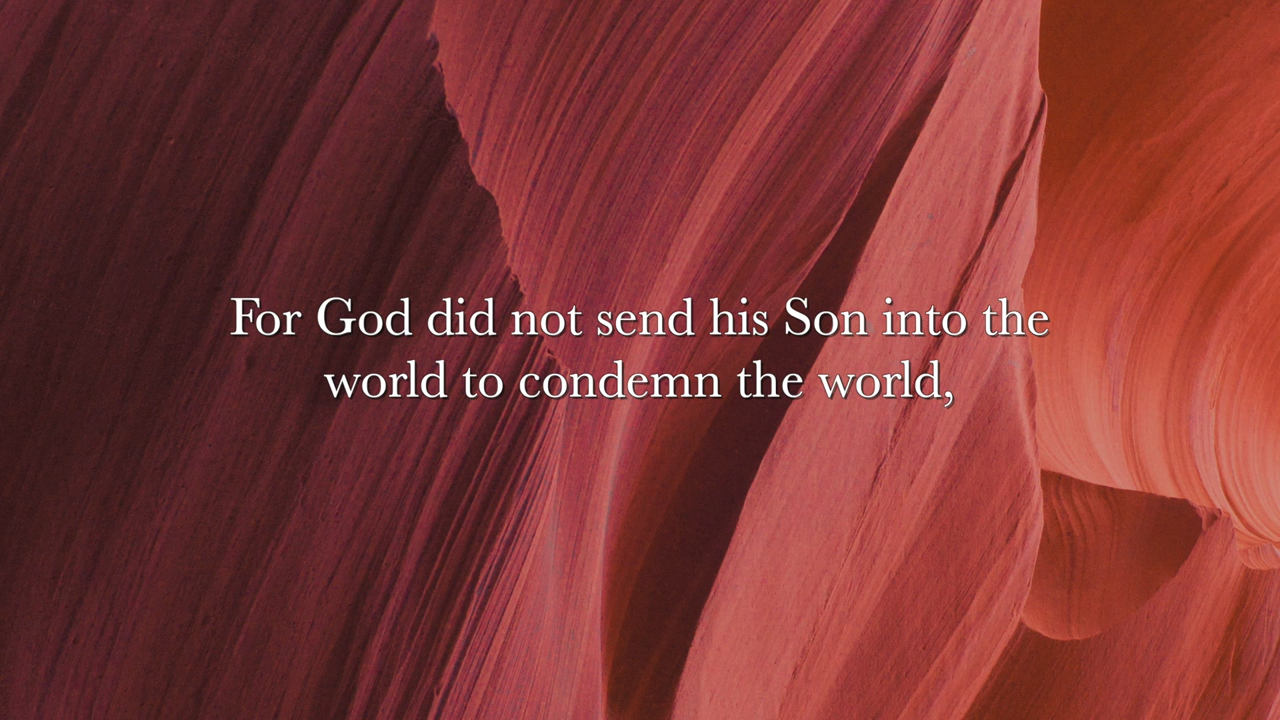 For God did not send his Son into the
world to condemn the world,